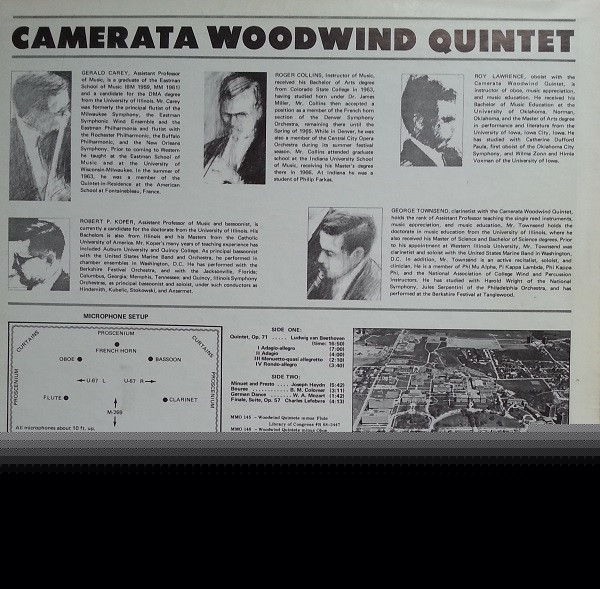 CAMERATA WOODWIND QUINTET
GERALD CAREY, Assistant Professor
of Music, is a graduate of the Eastman
School of Music (BM 1959, MM 1961)
and a candidate for the DMA degree
from the University of Illinois. Mr. Carey
was formerly the principal flutist of the
Milwaukee Symphony, the Eastman
Symphonic Wind Ensemble and the
Eastman Philharmonia and flutist with
the Rochester Philharmonic, the Buffalo
Philharmonic, and the New Orleans
Symphony. Prior to coming to Western
he taught at the Eastman School of
Music and at the University of
Wisconsin-Milwaukee. In the summer of
1963, he was a member of the
Quintet-in-Residence at the American
School at Fontainebleau, France.
ROGER COLLINS, instructor of Music,
received his Bachelor of Arts degree
from Colorado State College in 1963,
having studied horn under Dr. James
Miller. Mr. Collins then accepted a
position as a member of the French horn
section of the Denver Symphony
Orchestra, remaining there until the
Spring of 1965. While in Denver, he was
also a member of the Central City Opera
Orchestra during its summer festival
season. Mr. Collins attended graduate
school at the Indiana University School
of Music, receiving his Master's degree
there in 1966. At Indiana he was a
student of Philip Farkas.
ROY LAWRENCE, oboist with the
Camerata Woodwind Quintet, is
instructor of oboe, music appreciation,
and music education. He received his
Bachelor of Music Education at the
University of Oklahoma, Norman,
Oklahoma, and the Master of Arts degree
in performance and literature from the
University of Iowa, Iowa City, Iowa. He
has studied with Catherine Dufford
Paula, first oboist of the Oklahoma City
Symphony, and Wilma Zonn and Himie
Voxman of the University of Iowa.
ROBERT P. KOPER, Assistant Professor of Music and bassoonist, is
currently a candidate for the doctorate from the University of Illinois. His
Bachelors is also from Illinois and his Masters from the Catholic
University of America. Mr. Koper's many years of teaching experience has
included Auburn University and Quincy College. As principal bassoonist
with the United States Marine Band and Orchestra, he performed in
chamber ensembles in Washington, D.C. He has performed with the
Berkshire Festival Orchestra, and with the Jacksonville, Florida;
Columbus, Georgia; Memphis, Tennessee; and Quincy, Illinois Symphony
Orchestras, as principal bassoonist and soloist, under such conductors as
Hindemith, Kubelic, Stokowski, and Ansermet.
GEORGE TOWNSEND, clarinetist with the Camerata Woodwind Quintet,
holds the rank of Assistant Professor teaching the single reed instruments,
music appreciation, and music education. Mr. Townsend holds the
doctorate in music education from the University of Illinois, where he
also received his Master of Science and Bachelor of Science degrees. Prior
to his appointment at Western Illinois University, Mr. Townsend was
clarinetist and soloist with the United States Marine Band in Washington,
D.C. In addition, Mr. Townsend is an active recitalist, soloist, and
clinician. He is a member of Phi Mu Alpha, Pi Kappa Lambda, Phi Kappa
Phi, and the National Association of College Wind and Percussion
Instructors. He has studied with Harold Wright of the National
Symphony, Jules Serpentini of the Philadelphia Orchestra, and has
performed at the Berkshire Festival at Tanglewood.
MICROPHONE SETUP
PROSCENIUM
CURTAINS
CURTAINS
FRENCH HORN
OBOE
BASSOON
U-67 L U-67 R
PROSCENIUM
PROSCENIUM
FLUTE
CLARINET
M-269
All microphones about 10 ft. up.
SIDE ONE:
Quintet, Op. 71 ..... Ludwig van Beethoven
(time: 16:50)
I Adagio-allegro (7:00)
II Adagio (4:00)
III Menuetto-quasi allegretto (2:10)
IV Rondo-allegro (3:40)
SIDE TWO:
Minuet and Presto .... Joseph Haydn (5:42)
Bouree .......... B. M. Colomer (3:11)
German Dance ....... W. A. Mozart (1:42)
Finale, Suite, Op. 57 Charles Lefebvre (4:13)
MMO 145 - Woodwind Quintets minus Flute
Library of Congress #R 68-3447
MMO 146 - Woodwind Quintets minus Oboe